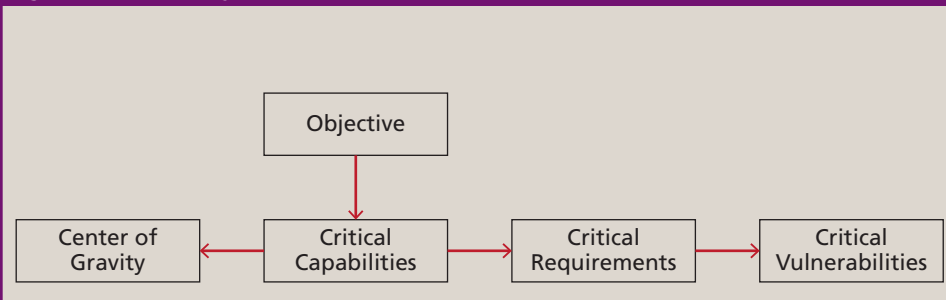 Objective
Center of
Gravity
Critical
Capabilities
Critical
Requirements
Critical
Vulnerabilities